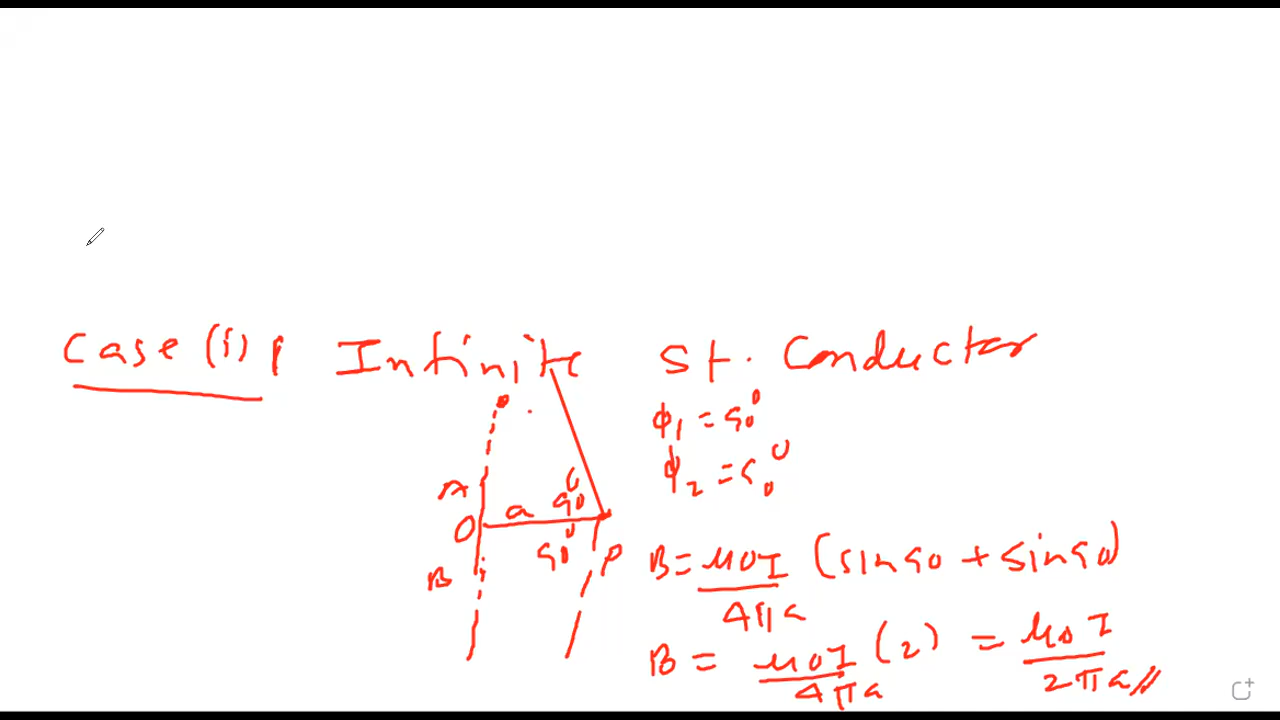 Case (i) : Infinite St. Conductor
ϕ₁ = 90°
ϕ₂ = 90°
A
a 90°
O
90° P
B
B = μ₀I/4πa (sin90 + sin90)
B = μ₀I/4πa (2) = μ₀I/2πa //